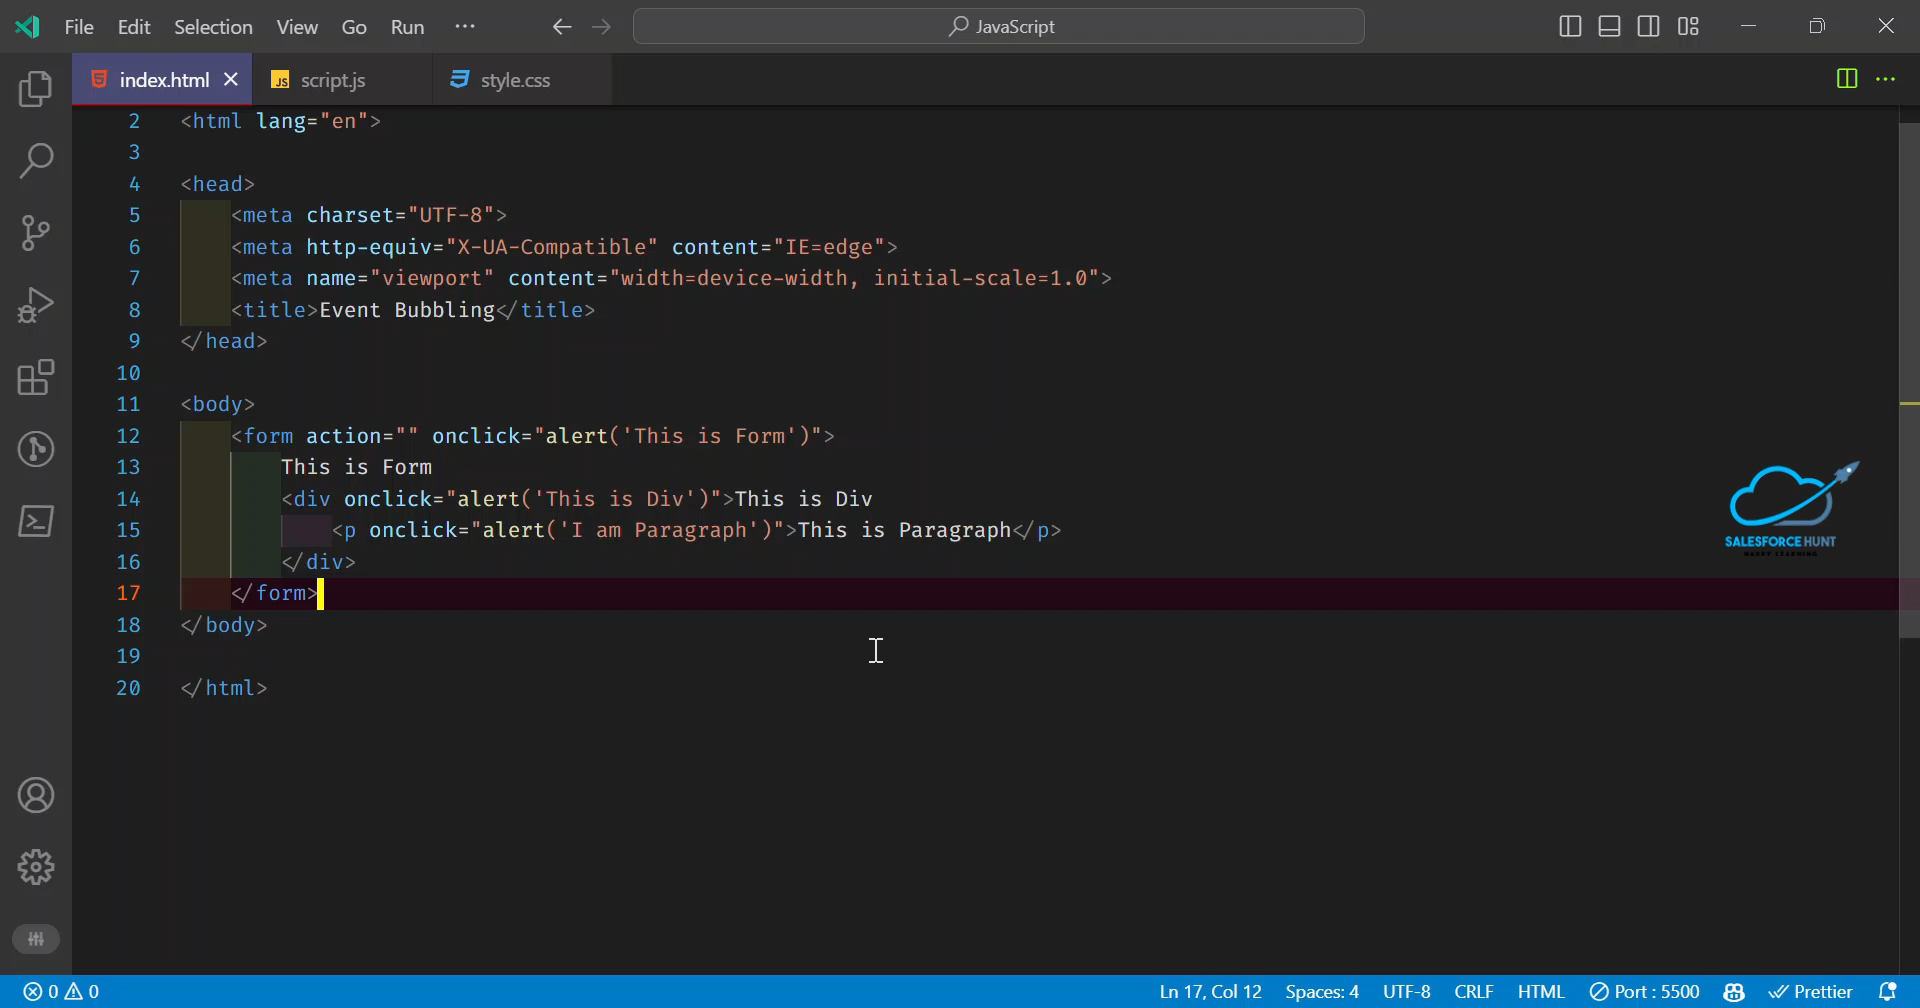 File Edit Selection View Go Run ··· JavaScript
index.html JS script.js style.css
2 <html lang="en">
3
4 <head>
5 <meta charset="UTF-8">
6 <meta http-equiv="X-UA-Compatible" content="IE=edge">
7 <meta name="viewport" content="width=device-width, initial-scale=1.0">
8 <title>Event Bubbling</title>
9 </head>
10
11 <body>
12 <form action="" onclick="alert('This is Form')">
13 This is Form
14 <div onclick="alert('This is Div')">This is Div
15 <p onclick="alert('I am Paragraph')">This is Paragraph</p>
16 </div>
17 </form>
18 </body>
19
20 </html>
SALESFORCE HUNT
HAPPY LEARNING
0 0 Ln 17, Col 12 Spaces: 4 UTF-8 CRLF HTML Port : 5500 Prettier